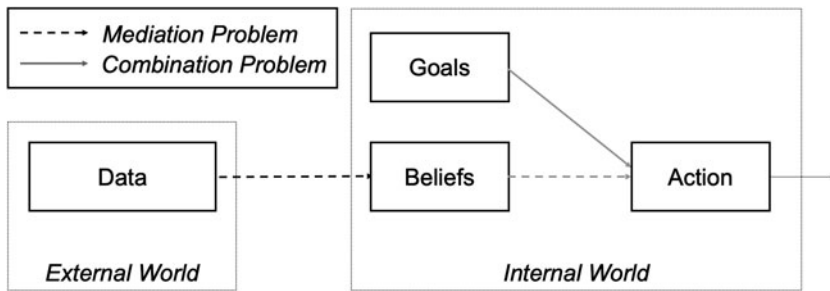 Mediation Problem
Combination Problem
Goals
Data
Beliefs
Action
External World
Internal World